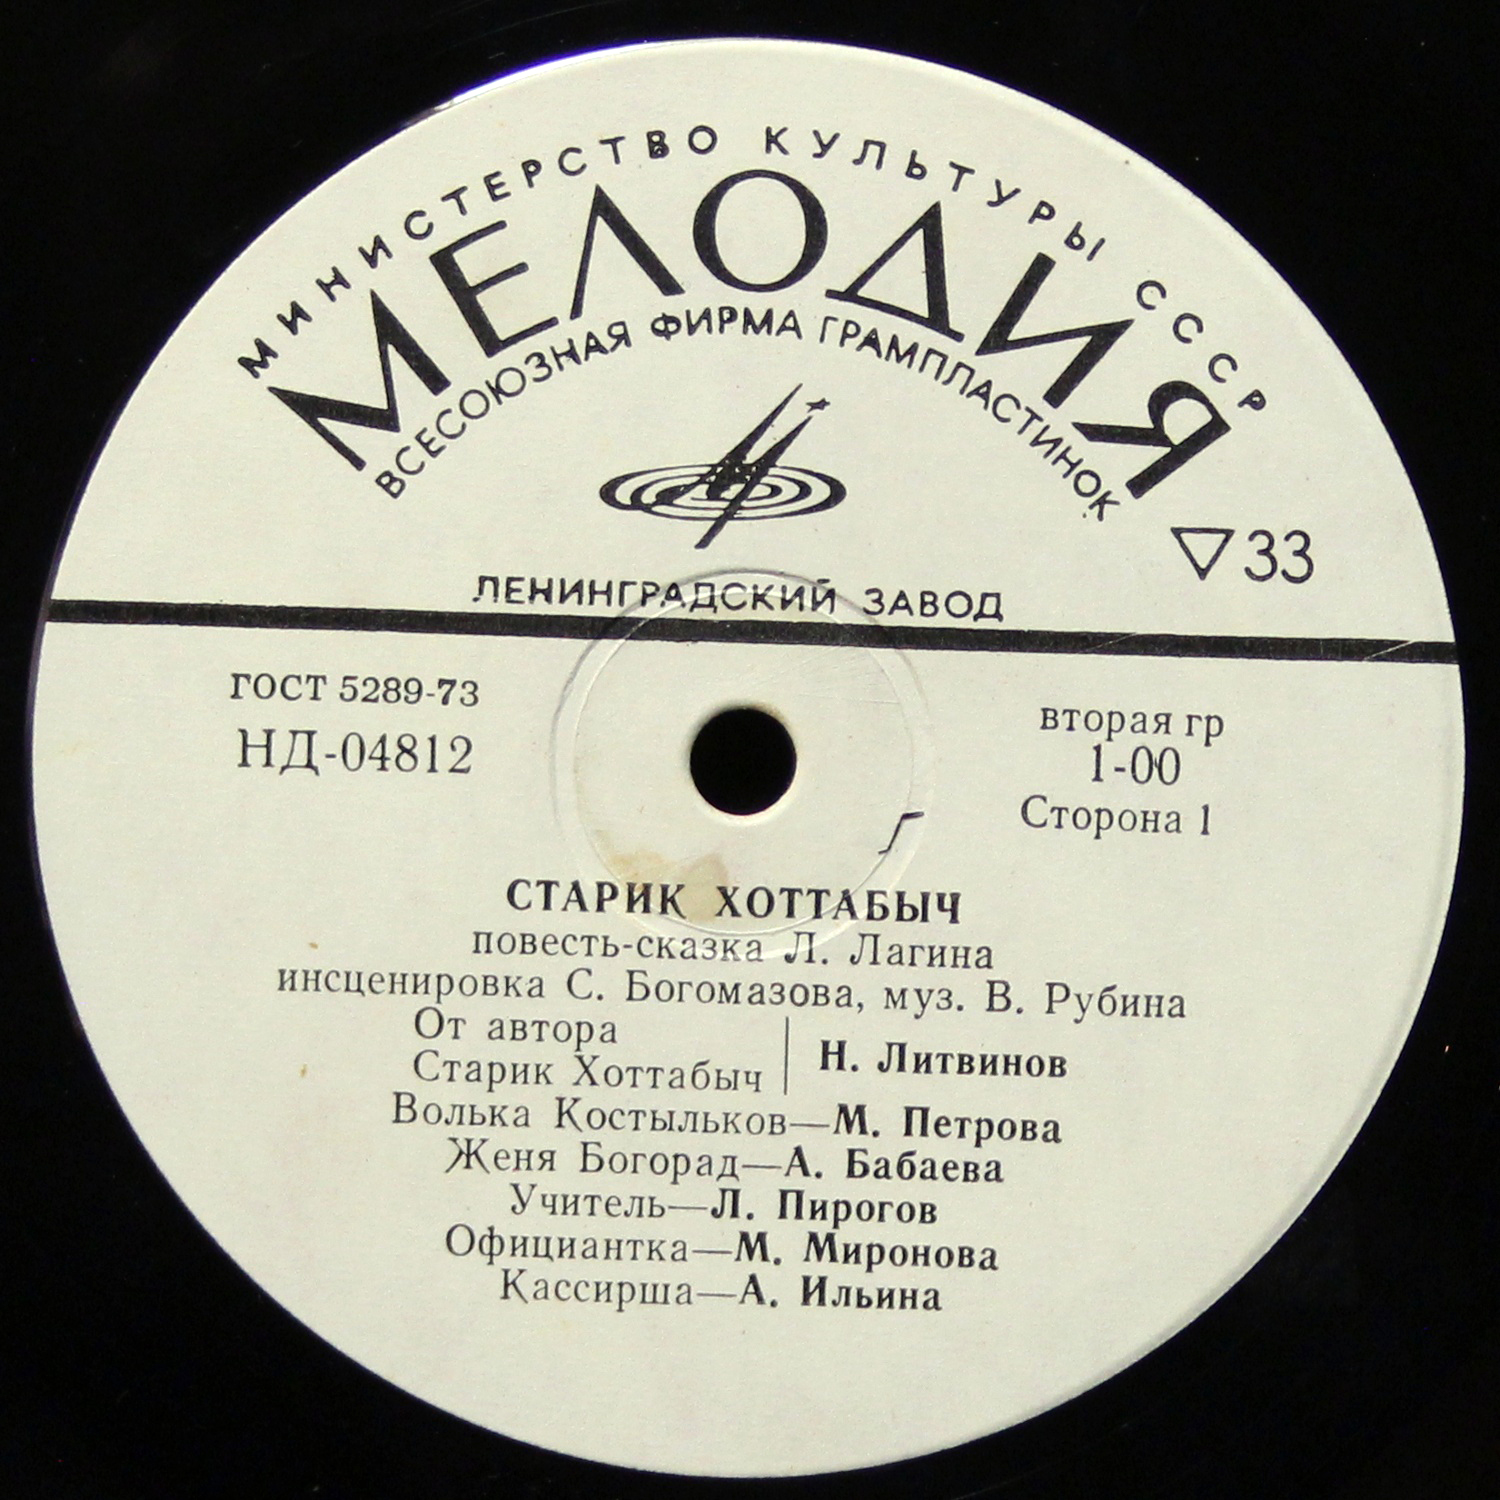 МИНИСТЕРСТВО КУЛЬТУРЫ СССР
МЕЛОДИЯ
ВСЕСОЮЗНАЯ ФИРМА ГРАМПЛАСТИНОК
33
ЛЕНИНГРАДСКИЙ ЗАВОД
ГОСТ 5289-73
НД-04812
вторая гр
1-00
Сторона 1
СТАРИК ХОТТАБЫЧ
повесть-сказка Л. Лагина
инсценировка С. Богомазова, муз. В. Рубина
От автора
Старик Хоттабыч
Н. Литвинов
Волька Костыльков—М. Петрова
Женя Богорад—А. Бабаева
Учитель—Л. Пирогов
Официантка—М. Миронова
Кассирша—А. Ильина